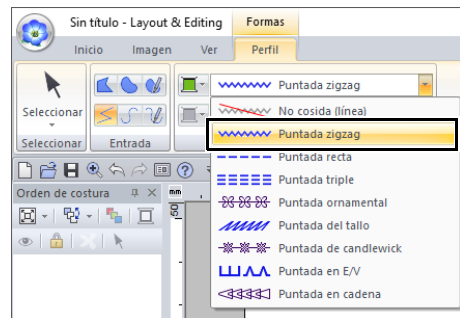 Sin título - Layout & Editing Formas
Inicio Imagen Ver Perfil
Puntada zigzag
Seleccionar
No cosida (línea)
Seleccionar Entrada
Puntada zigzag
Puntada recta
Orden de costura mm
Puntada triple
Puntada ornamental
Puntada del tallo
Puntada de candlewick
Puntada en E/V
Puntada en cadena